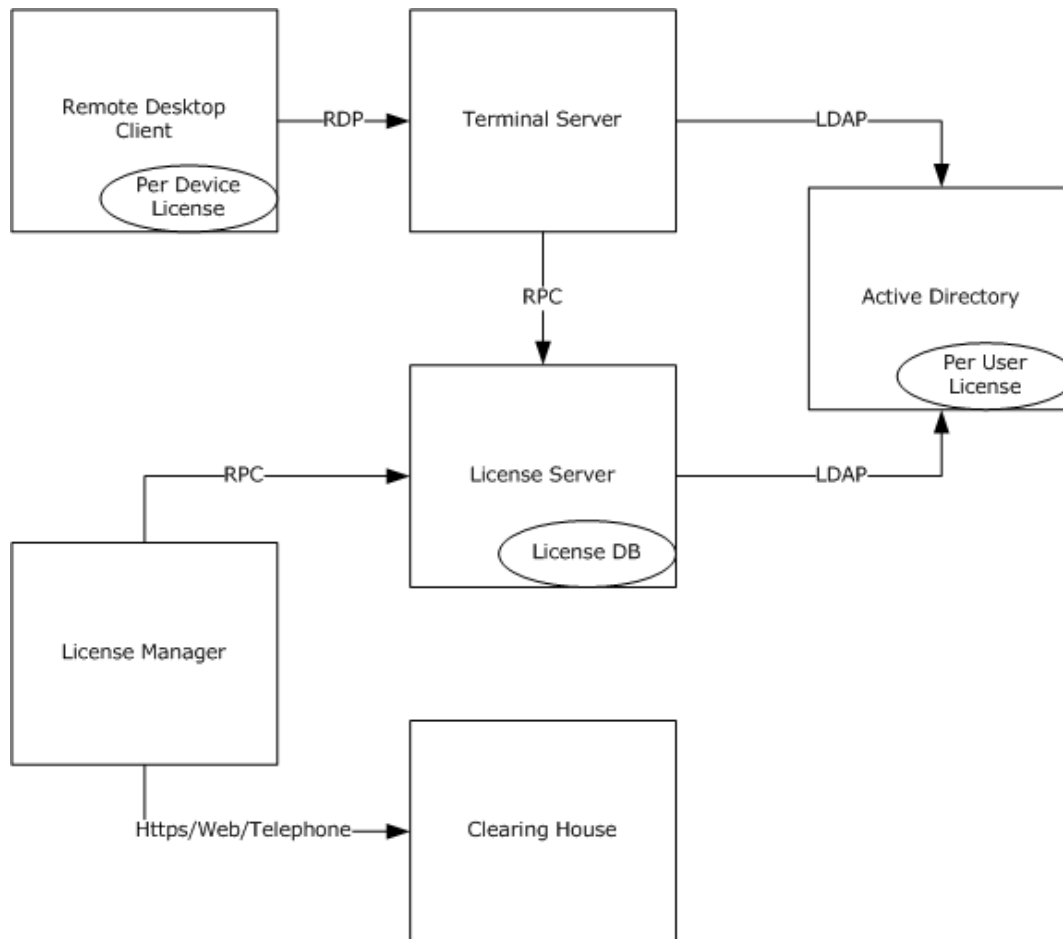 Remote Desktop
Client
RDP
Terminal Server
LDAP
Per Device
License
RPC
Active Directory
Per User
License
RPC
License Server
LDAP
License DB
License Manager
Https/Web/Telephone
Clearing House